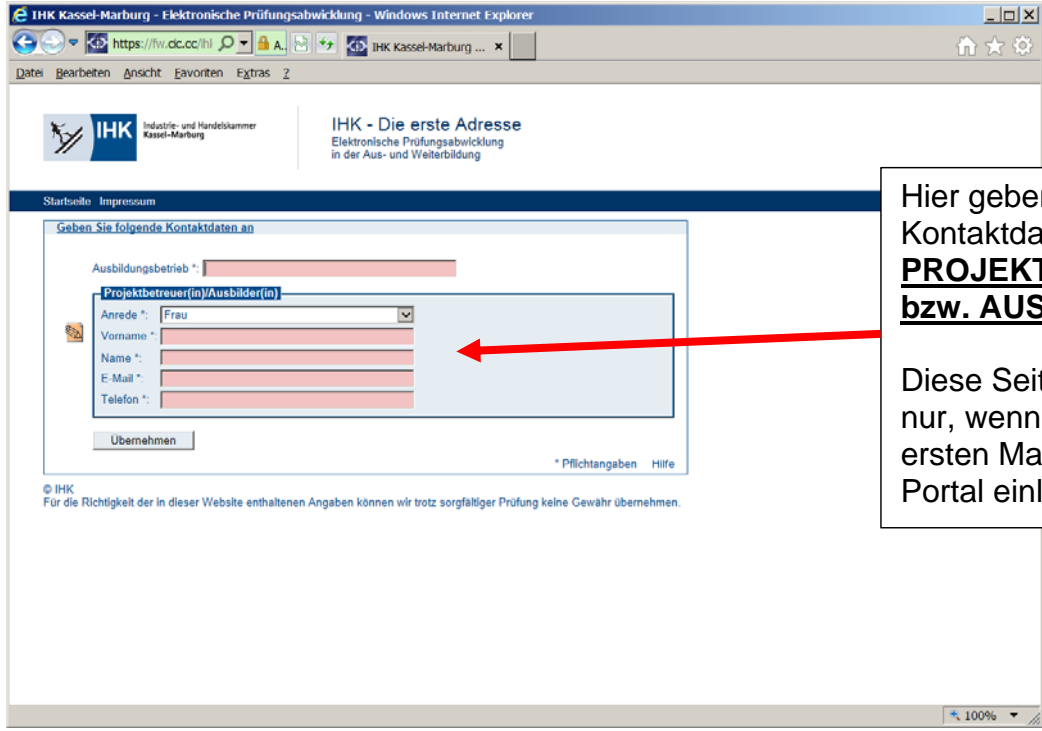 IHK Kassel-Marburg - Elektronische Prüfungsabwicklung - Windows Internet Explorer
https://fw.cic.cc/ihl
A..
IHK Kassel-Marburg ...
Datei Bearbeiten Ansicht Favoriten Extras ?
IHK
Industrie- und Handelskammer
Kassel-Marburg
IHK - Die erste Adresse
Elektronische Prüfungsabwicklung
in der Aus- und Weiterbildung
Startseite Impressum
Geben Sie folgende Kontaktdaten an
Ausbildungsbetrieb *:
Projektbetreuer(in)/Ausbilder(in)
Anrede *: Frau
Vorname *:
Name *:
E-Mail *:
Telefon *:
Übernehmen
* Pflichtangaben Hilfe
© IHK
Für die Richtigkeit der in dieser Website enthaltenen Angaben können wir trotz sorgfältiger Prüfung keine Gewähr übernehmen.
Hier geben
Kontaktda
PROJEKT
bzw. AUS
Diese Seit
nur, wenn
ersten Ma
Portal einl
100%